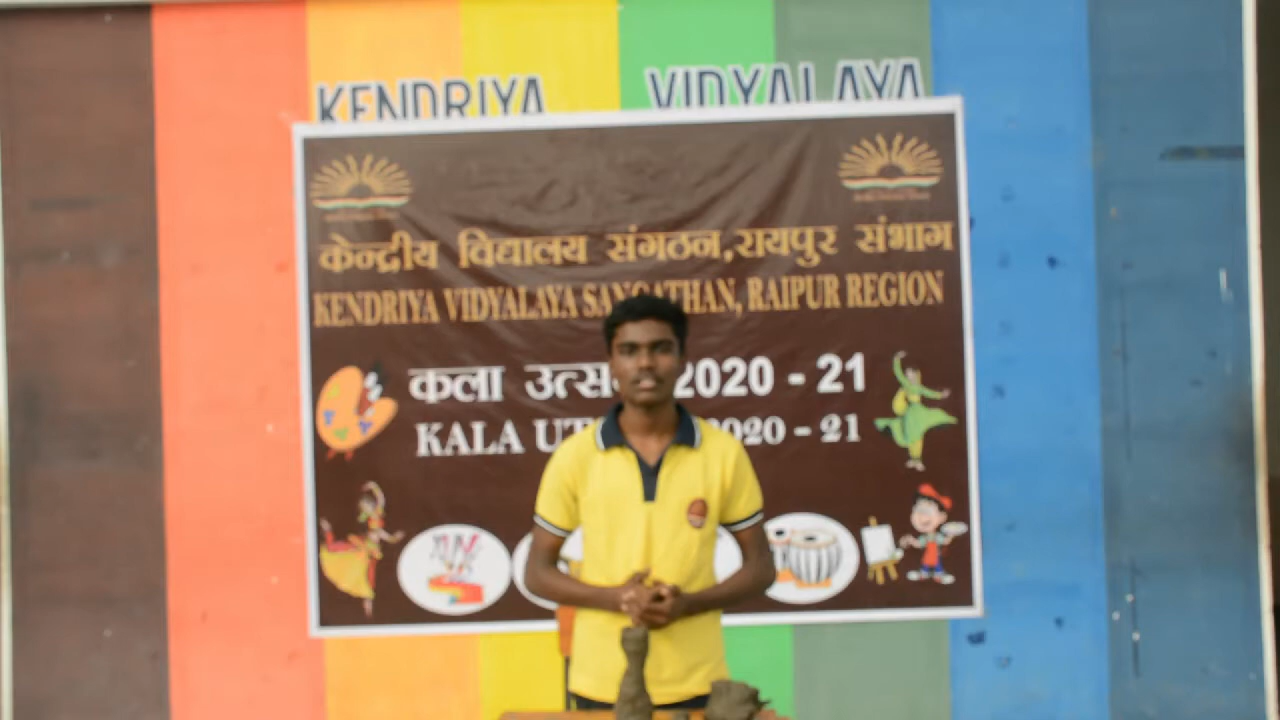 KENDRIYA VIDYALAYA
केन्द्रीय विद्यालय संगठन,रायपुर संभाग
KENDRIYA VIDYALAYA SANGATHAN, RAIPUR REGION
कला 2020 - 21
KALA 2020 - 21